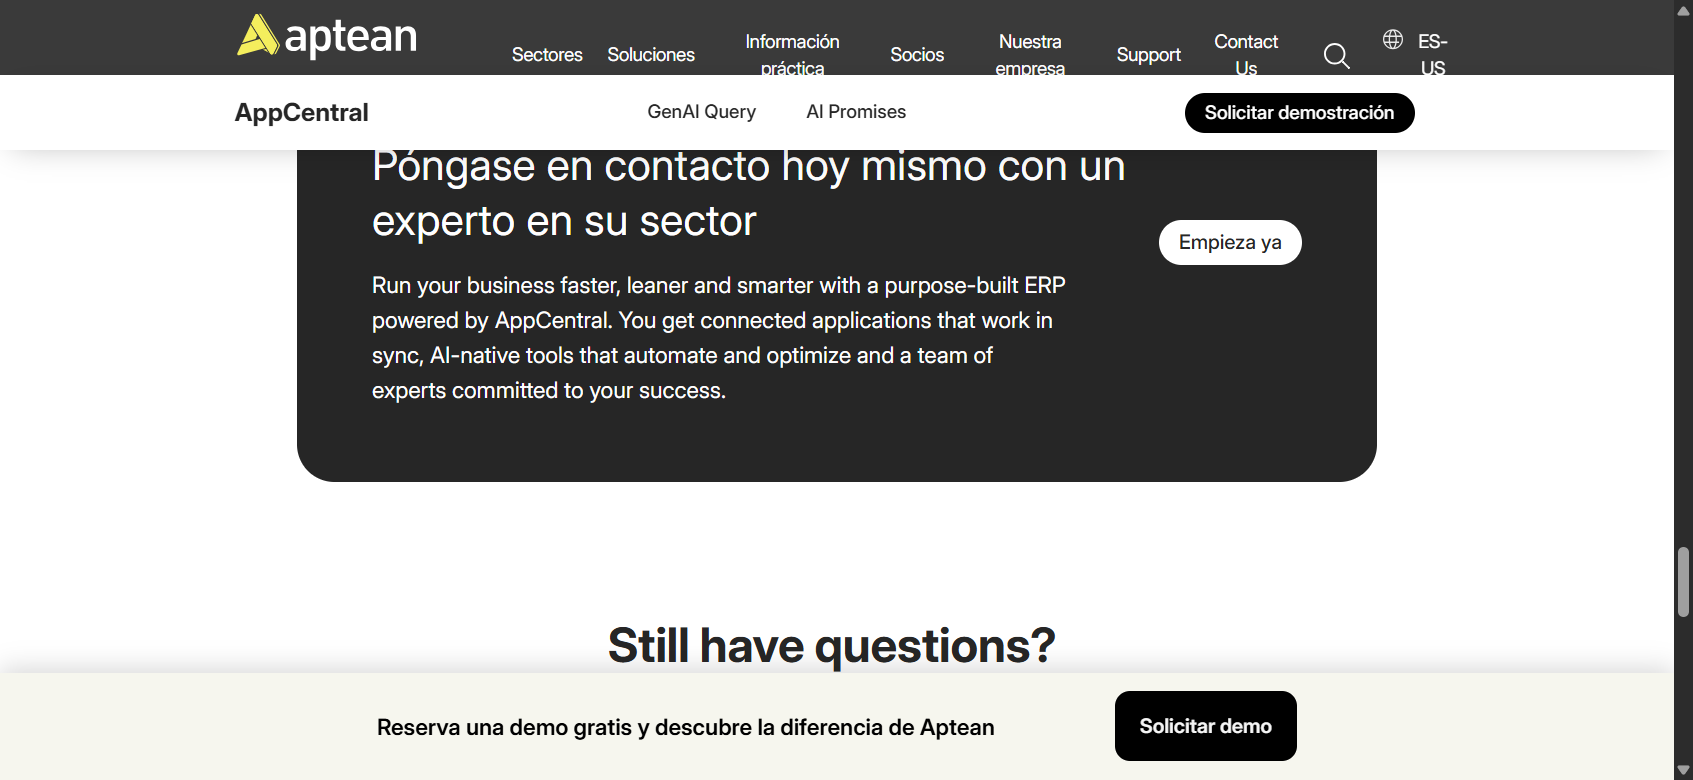 aptean
Sectores
Soluciones
Información
práctica
Socios
Nuestra
empresa
Support
Contact
Us
ES-
US
AppCentral
GenAI Query
AI Promises
Solicitar demostración
Póngase en contacto hoy mismo con un
experto en su sector
Empieza ya
Run your business faster, leaner and smarter with a purpose-built ERP
powered by AppCentral. You get connected applications that work in
sync, AI-native tools that automate and optimize and a team of
experts committed to your success.
Still have questions?
Reserva una demo gratis y descubre la diferencia de Aptean
Solicitar demo